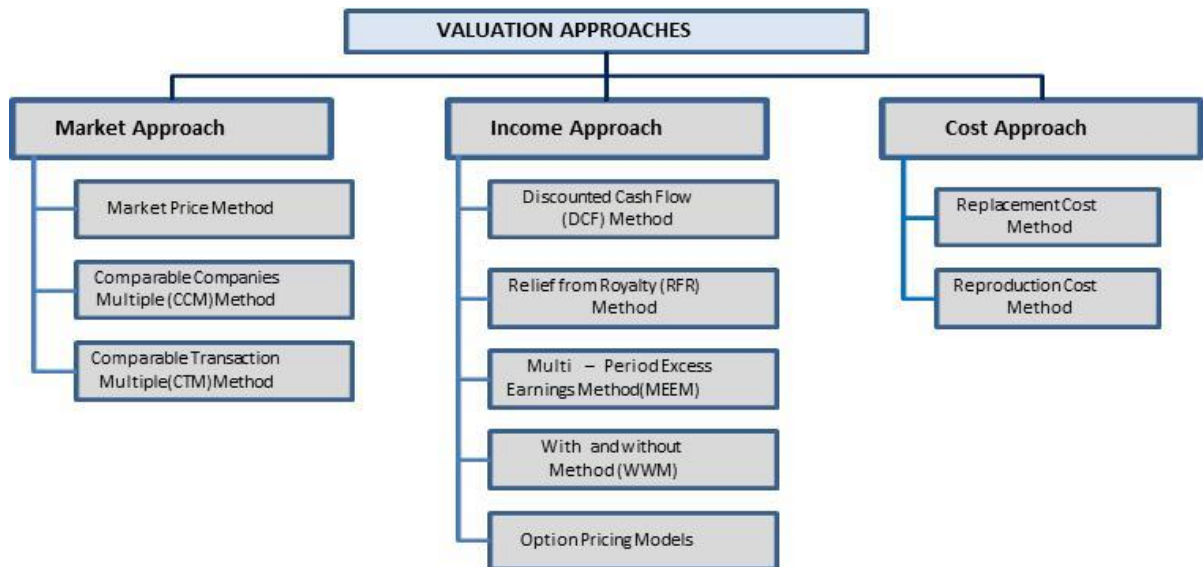 VALUATION APPROACHES
Market Approach
Market Price Method
Comparable Companies
Multiple (CCM) Method
Comparable Transaction
Multiple(CTM) Method
Income Approach
Discounted Cash Flow
(DCF) Method
Relief from Royalty (RFR)
Method
Multi – Period Excess
Earnings Method(MEEM)
With and without
Method (WWM)
Option Pricing Models
Cost Approach
Replacement Cost
Method
Reproduction Cost
Method